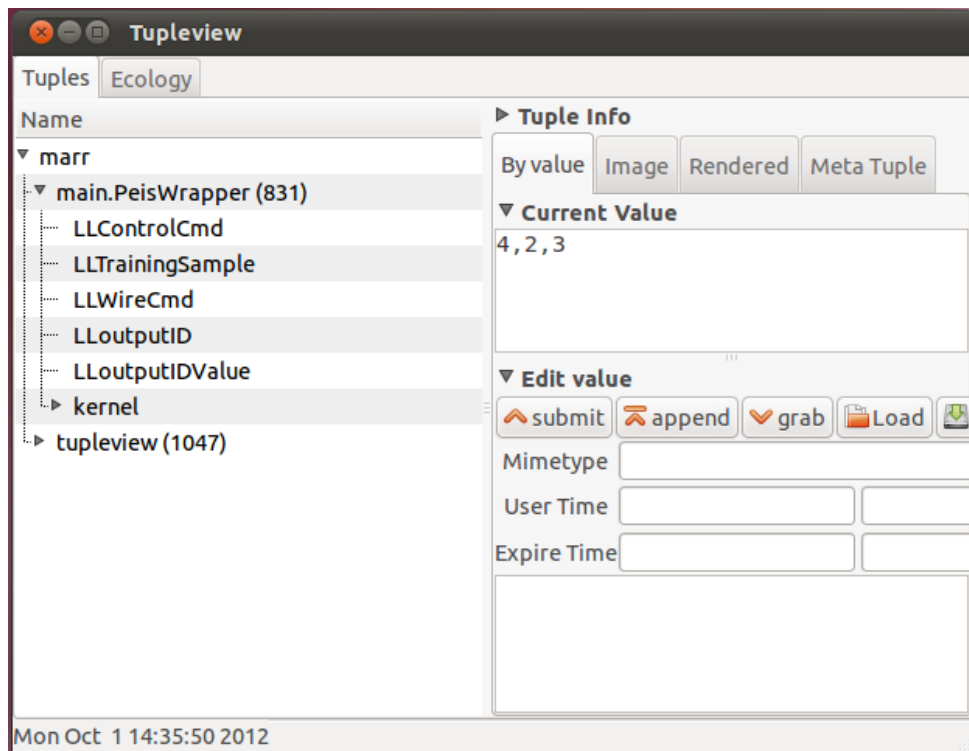 Tupleview
Tuples Ecology
Name
marr
main.PeisWrapper (831)
LLControlCmd
LLTrainingSample
LLWireCmd
LLoutputID
LLoutputIDValue
kernel
tupleview (1047)
Tuple Info
By value Image Rendered Meta Tuple
Current Value
4,2,3
Edit value
submit append grab Load
Mimetype
User Time
Expire Time
Mon Oct 1 14:35:50 2012